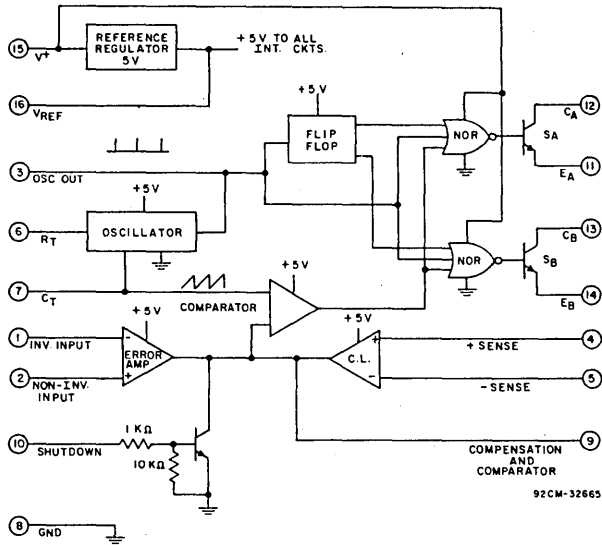 15
V+
REFERENCE
REGULATOR
5V
+5V TO ALL
INT. CKTS.
16
VREF
+5V
FLIP
FLOP
NOR
CA
12
SA
EA
11
3
OSC OUT
+5V
6
RT
OSCILLATOR
CB
13
NOR
SB
EB
14
7
CT
COMPARATOR
+5V
1
INV. INPUT
-
+5V
ERROR
AMP
+
2
NON-INV.
INPUT
+5V
C.L.
+
-
+ SENSE
4
- SENSE
5
10
SHUTDOWN
1 KΩ
10KΩ
9
COMPENSATION
AND
COMPARATOR
92CM-32665
8
GND